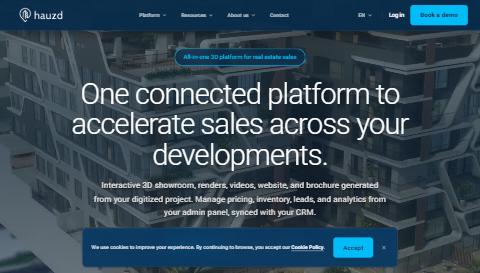 hauzd
Platform
Resources
About us
Contact
EN
Log in
Book a demo
All-in-one 3D platform for real estate sales
One connected platform to
accelerate sales across your
developments.
Interactive 3D showroom, renders, videos, website, and brochure generated
from your digitized project. Manage pricing, inventory, leads, and analytics from
your admin panel, synced with your CRM.
We use cookies to improve your experience. By continuing to browse, you accept our Cookie Policy.
Accept
×